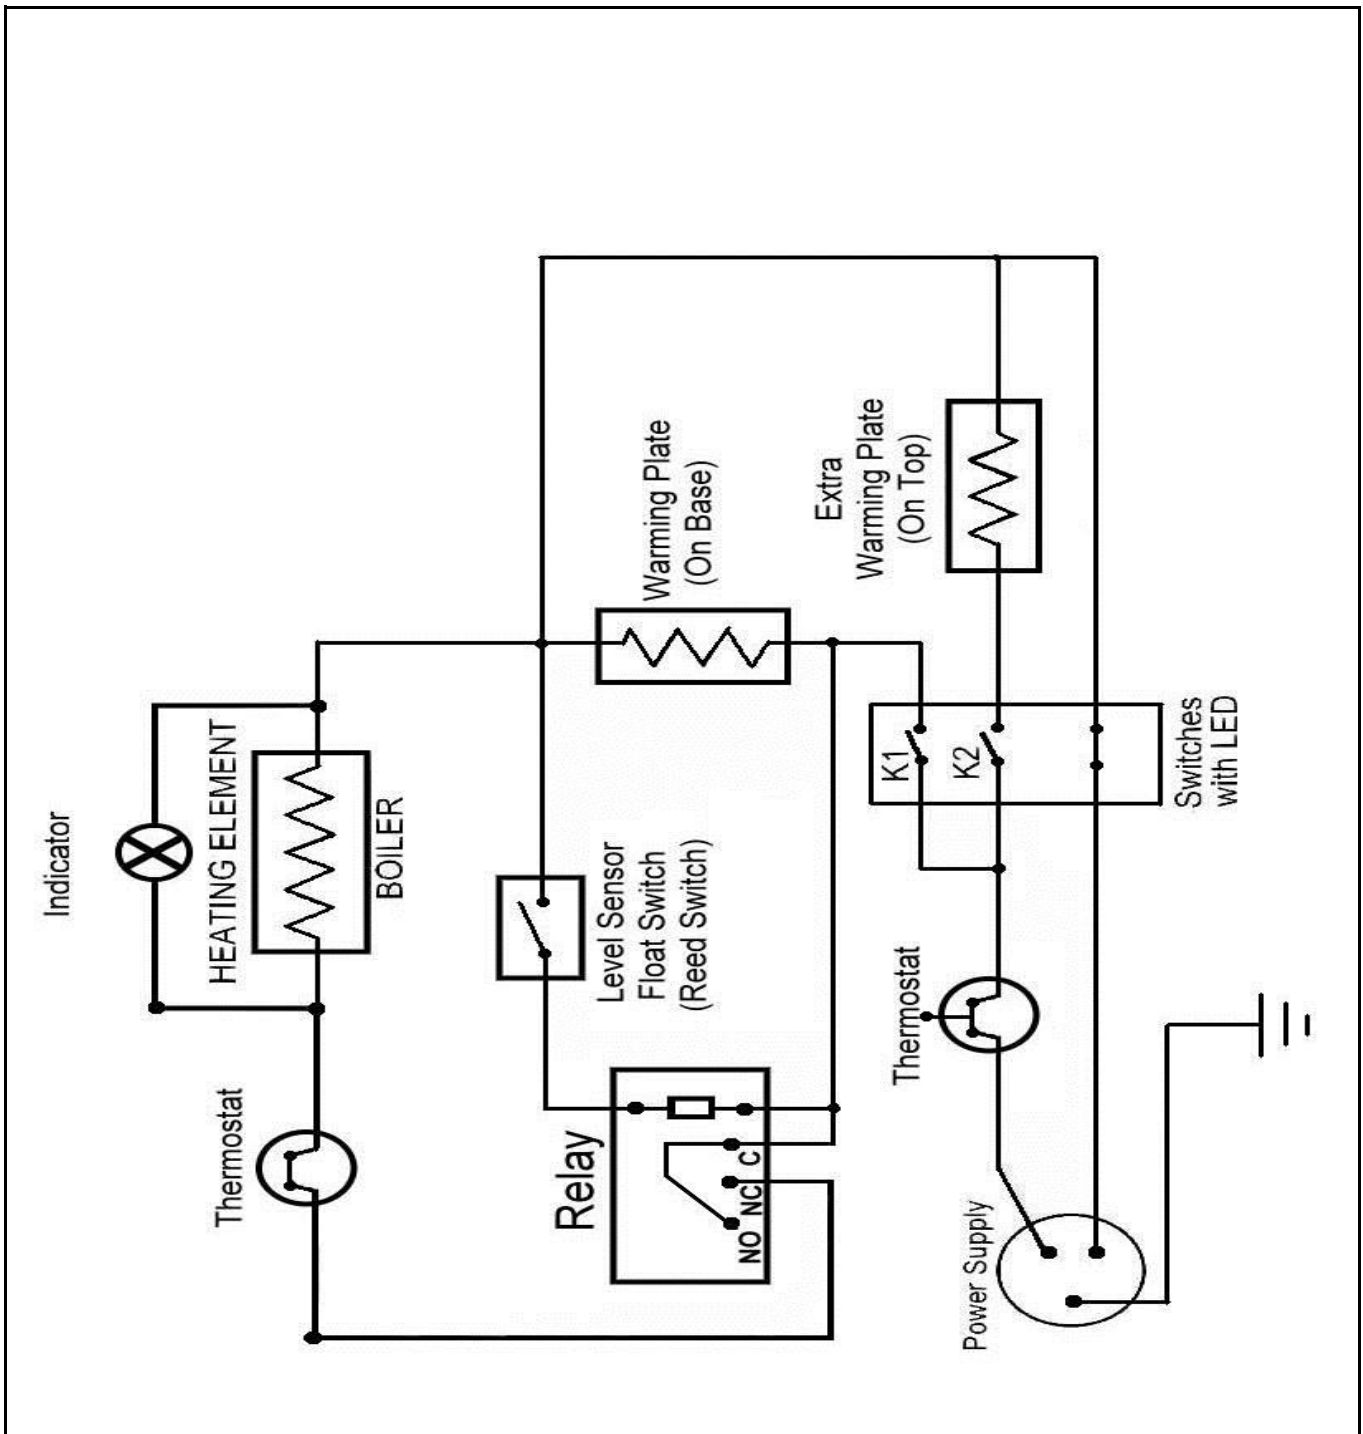 Indicator
HEATING ELEMENT
BOILER
Thermostat
Warming Plate
(On Base)
Extra
Warming Plate
(On Top)
Level Sensor
Float Switch
(Reed Switch)
Relay
NO
NC
C
K1
K2
Switches
with LED
Thermostat
Power Supply